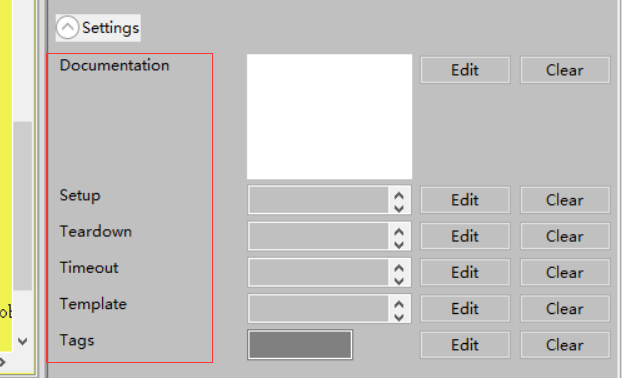 Settings
Documentation Edit Clear
Setup Edit Clear
Teardown Edit Clear
Timeout Edit Clear
Template Edit Clear
Tags Edit Clear